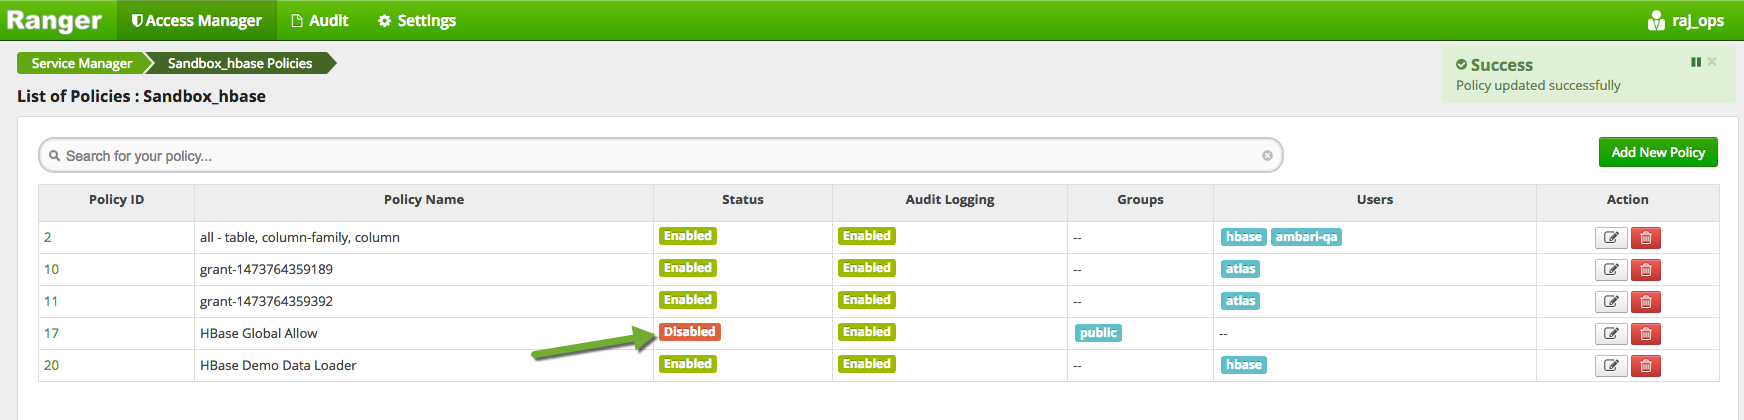 Ranger Access Manager Audit Settings raj_ops
Service Manager Sandbox_hbase Policies
Success
Policy updated successfully
List of Policies : Sandbox_hbase
Search for your policy...
Add New Policy
Policy ID Policy Name Status Audit Logging Groups Users Action
2 all - table, column-family, column Enabled Enabled -- hbase ambari-qa
10 grant-1473764359189 Enabled Enabled -- atlas
11 grant-1473764359392 Enabled Enabled -- atlas
17 HBase Global Allow Disabled Enabled public --
20 HBase Demo Data Loader Enabled Enabled -- hbase